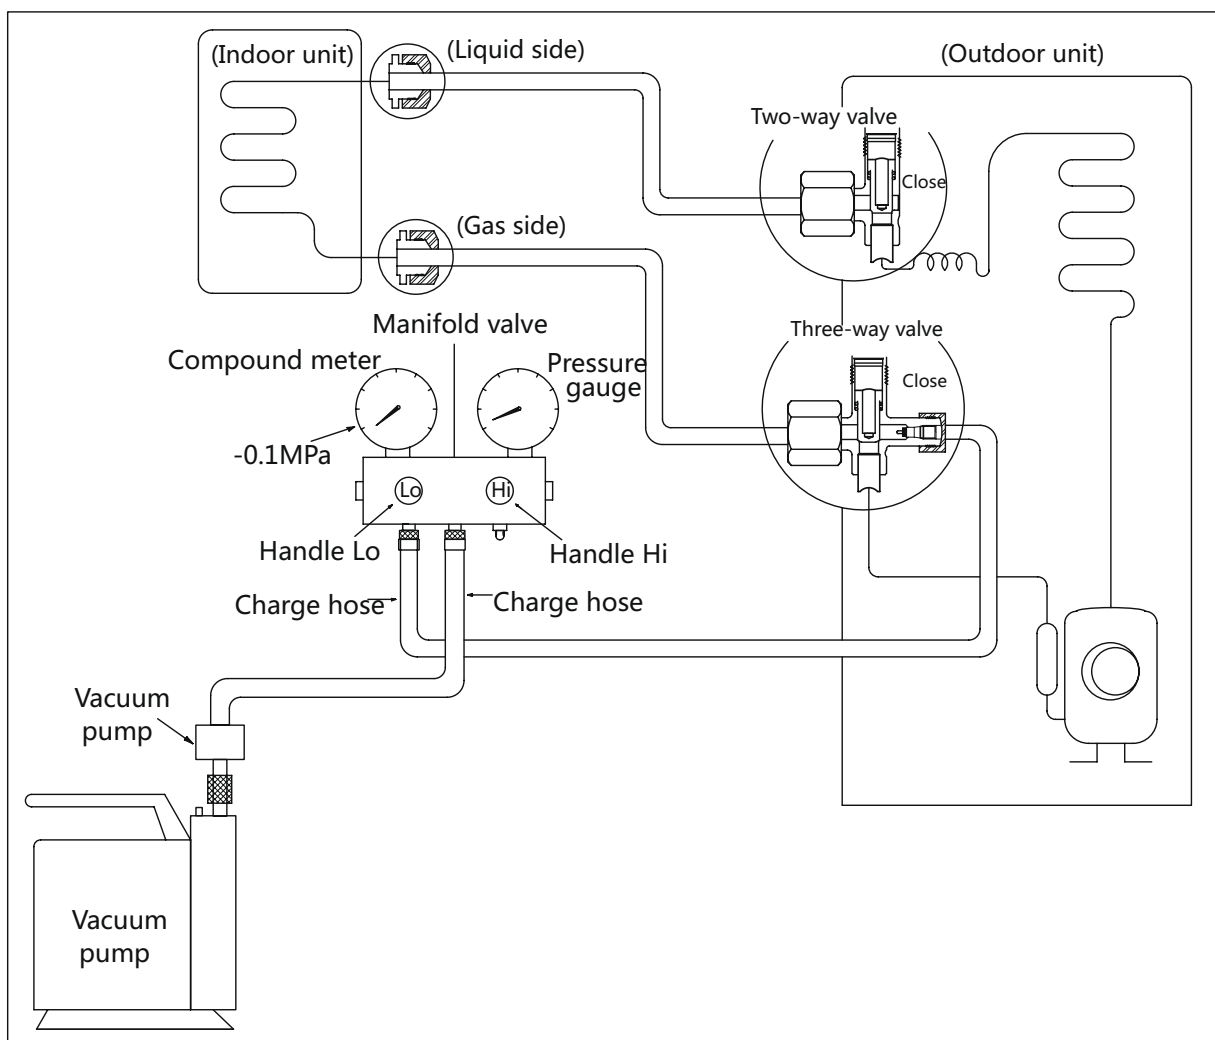 (Indoor unit)
(Liquid side)
(Outdoor unit)
Two-way valve
Close
(Gas side)
Manifold valve
Three-way valve
Compound meter
Pressure
gauge
Close
-0.1MPa
Lo
Hi
Handle Lo
Handle Hi
Charge hose
Charge hose
Vacuum
pump
Vacuum
pump